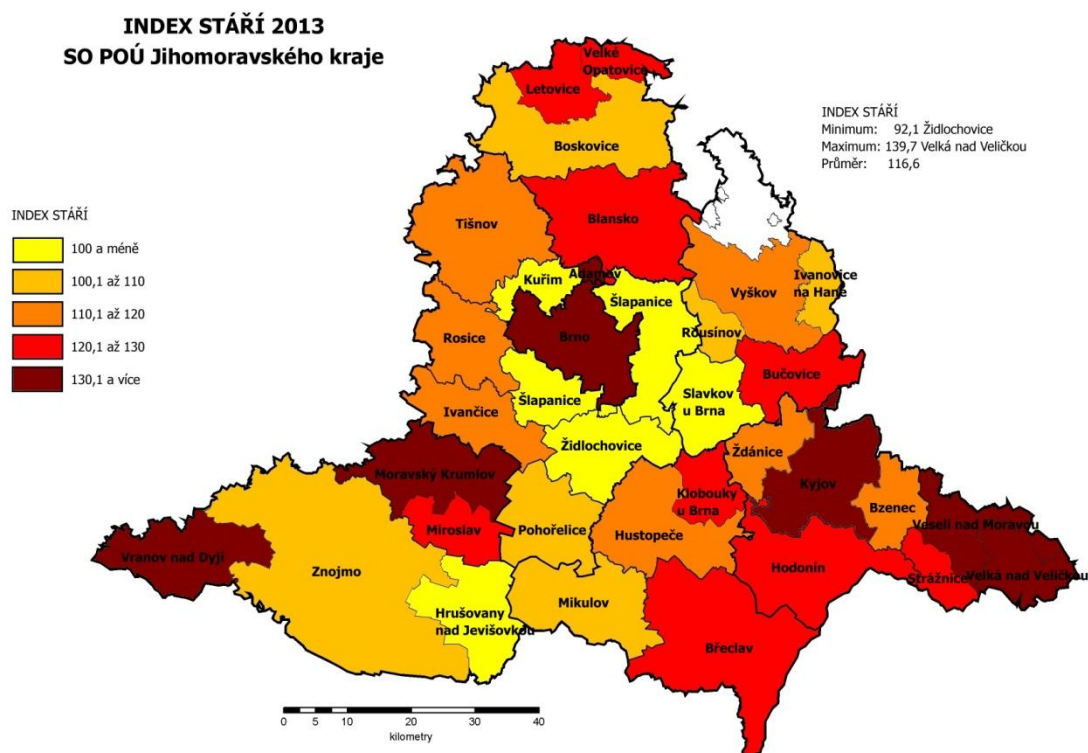 INDEX STÁŘÍ 2013
SO POÚ Jihomoravského kraje
INDEX STÁŘÍ
Minimum: 92,1 Židlochovice
Maximum: 139,7 Velká nad Veličkou
Průměr: 116,6
INDEX STÁŘÍ
100 a méně
100,1 až 110
110,1 až 120
120,1 až 130
130,1 a více
Velké
Opatovice
Letovice
Boskovice
Tišnov
Blansko
Kuřim
Adamov
Šlapanice
Vyškov
Ivanovice
na Hané
Rosice
Brno
Rousínov
Bučovice
Šlapanice
Slavkov
u Brna
Ivančice
Židlochovice
Ždánice
Moravský Krumlov
Klobouky
u Brna
Kyjov
Bzenec
Veselí nad Moravou
Miroslav
Pohořelice
Hustopeče
Vranov nad Dyjí
Znojmo
Hodonín
Strážnice
Velká nad Veličkou
Hrušovany
nad Jevišovkou
Mikulov
Břeclav
0 5 10 20 30 40
kilometry